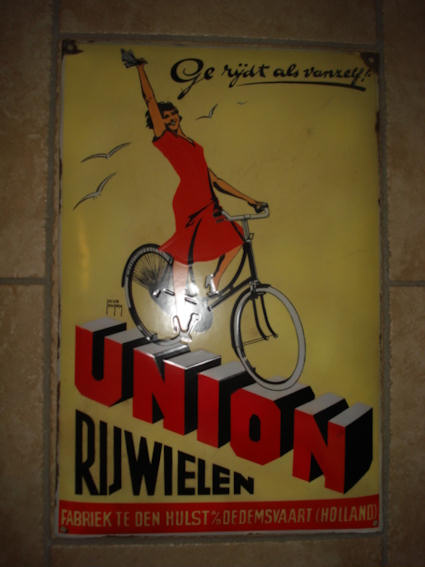 Ge rijdt als vanzelf!
UNION
RIJWIELEN
FABRIEK TE DEN HULST %D DEDEMSVAART (HOLLAND)